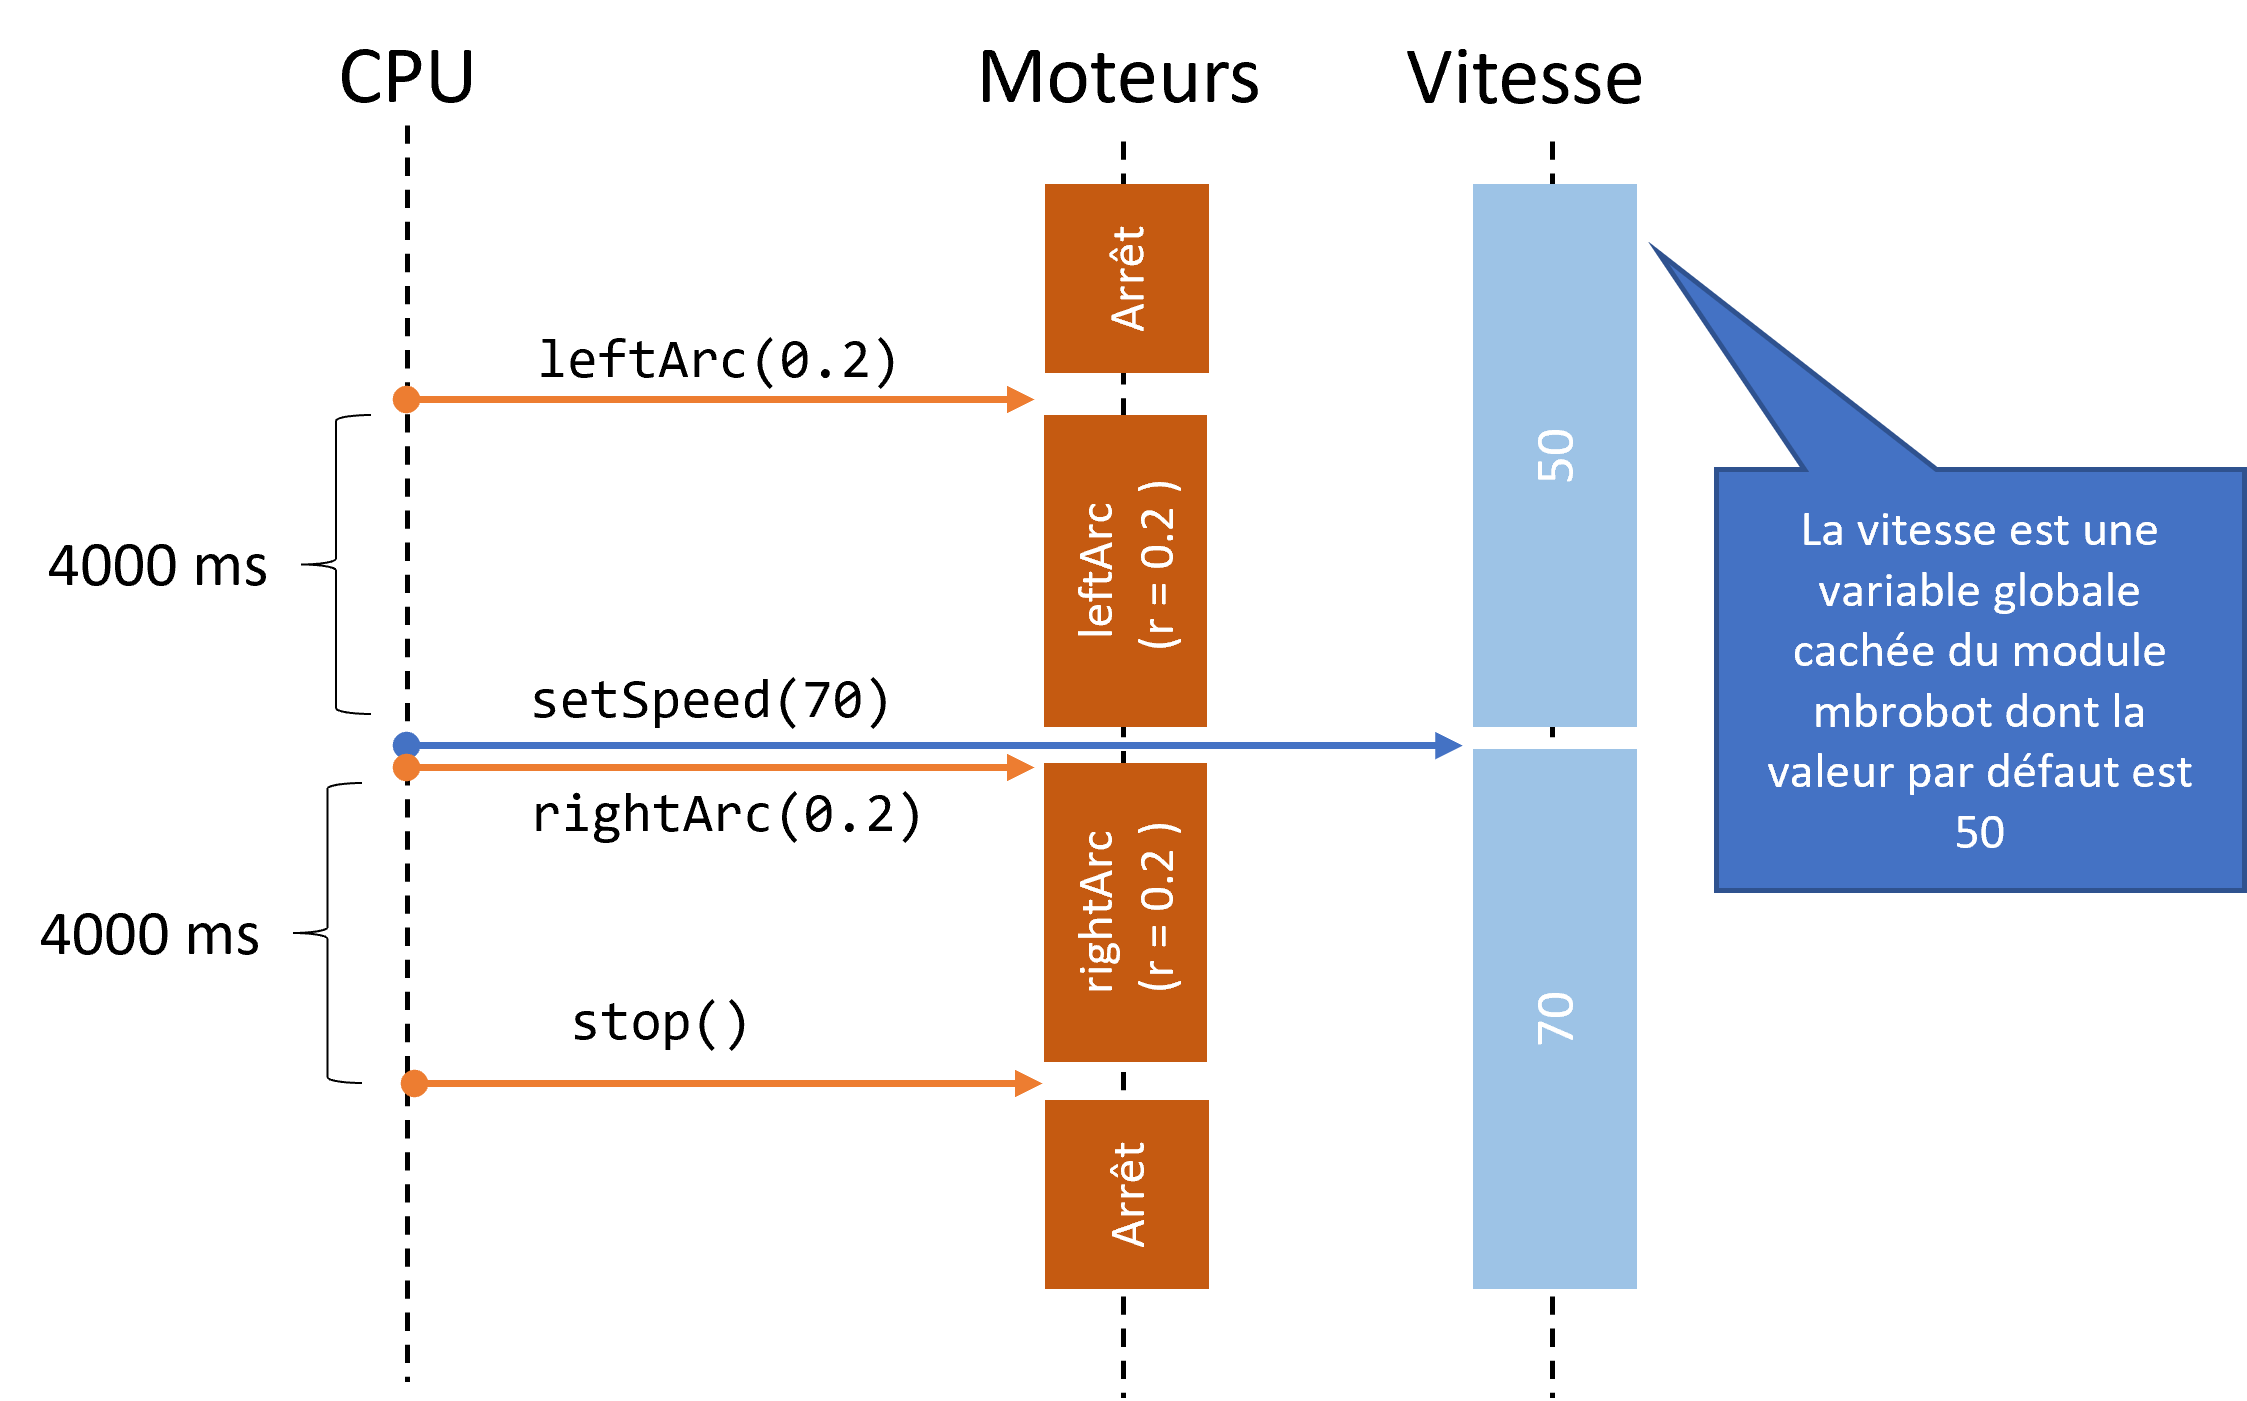 CPU
Moteurs
Vitesse
Arrêt
leftArc(0.2)
50
leftArc
(r = 0.2 )
4000 ms
La vitesse est une
variable globale
cachée du module
mbrobot dont la
valeur par défaut est
50
setSpeed(70)
rightArc(0.2)
rightArc
(r = 0.2 )
4000 ms
stop()
70
Arrêt